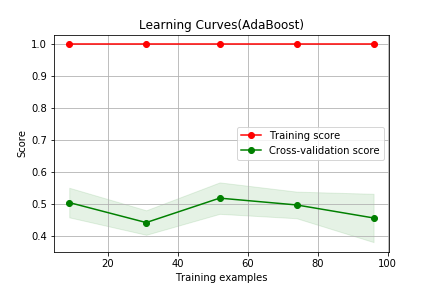 Learning Curves(AdaBoost)
1.0
0.9
0.8
0.7
0.6
0.5
0.4
Score
Training score
Cross-validation score
20 40 60 80 100
Training examples